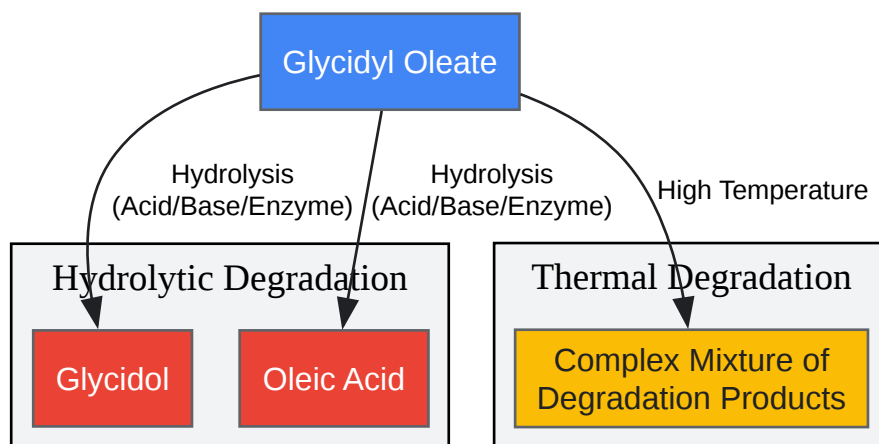 Glycidyl Oleate
Hydrolysis
(Acid/Base/Enzyme)
Hydrolysis
(Acid/Base/Enzyme)
High Temperature
Hydrolytic Degradation
Thermal Degradation
Glycidol
Oleic Acid
Complex Mixture of
Degradation Products